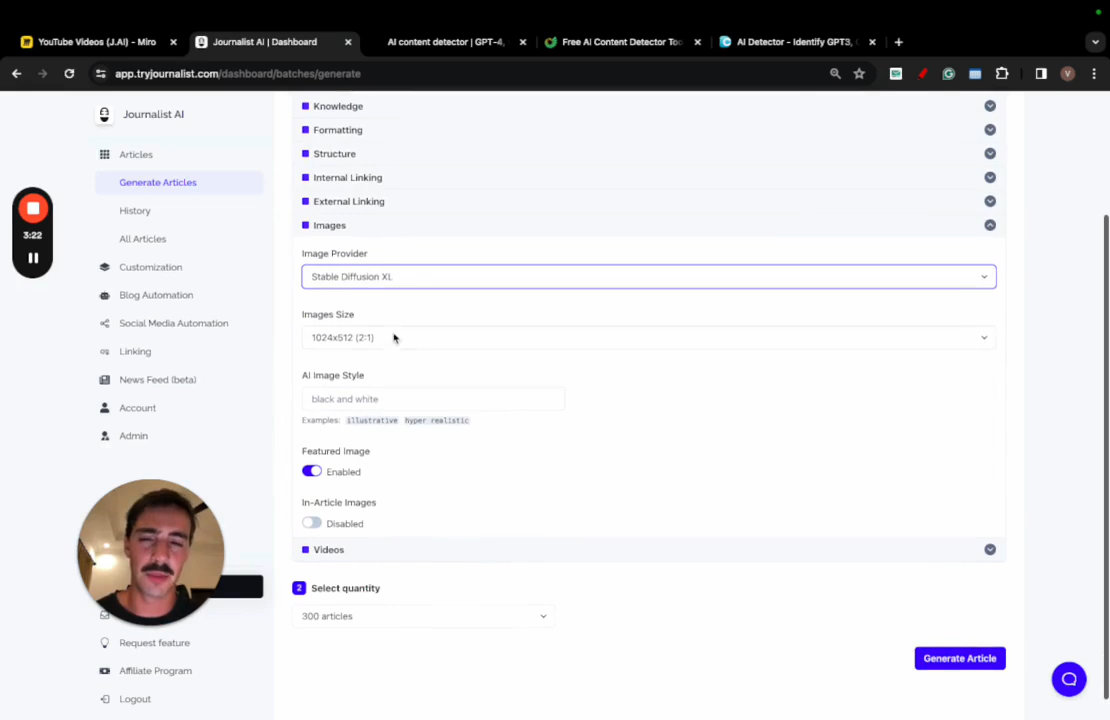 YouTube Videos (J.AI) - Miro
Journalist AI | Dashboard
AI content detector | GPT-4,
Free AI Content Detector Too
AI Detector - Identify GPT3,
app.tryjournalist.com/dashboard/batches/generate
V
Journalist AI
Articles
Generate Articles
History
All Articles
Customization
Blog Automation
Social Media Automation
Linking
News Feed (beta)
Account
Admin
Request feature
Affiliate Program
Logout
3:22
Knowledge
Formatting
Structure
Internal Linking
External Linking
Images
Image Provider
Stable Diffusion XL
Images Size
1024x512 (2:1)
AI Image Style
black and white
Examples: illustrative hyper realistic
Featured Image
Enabled
In-Article Images
Disabled
Videos
2 Select quantity
300 articles
Generate Article